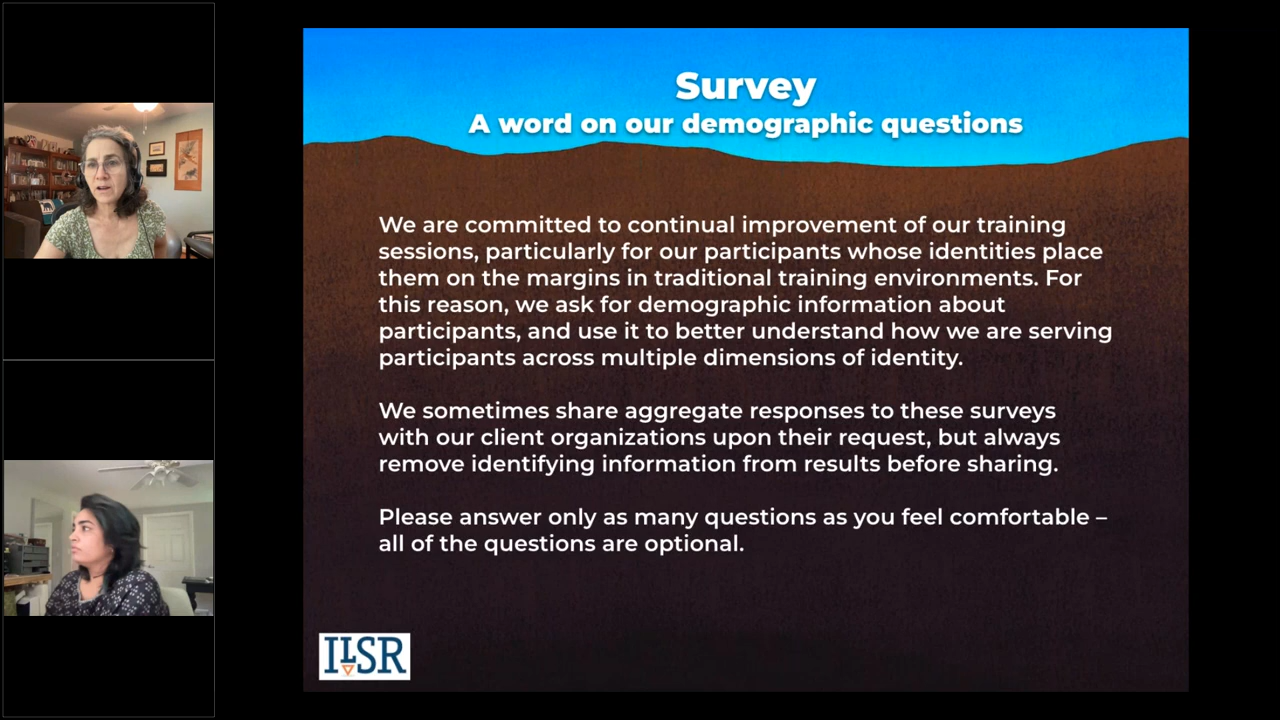 Survey
A word on our demographic questions
We are committed to continual improvement of our training
sessions, particularly for our participants whose identities place
them on the margins in traditional training environments. For
this reason, we ask for demographic information about
participants, and use it to better understand how we are serving
participants across multiple dimensions of identity.
We sometimes share aggregate responses to these surveys
with our client organizations upon their request, but always
remove identifying information from results before sharing.
Please answer only as many questions as you feel comfortable –
all of the questions are optional.
ILSR